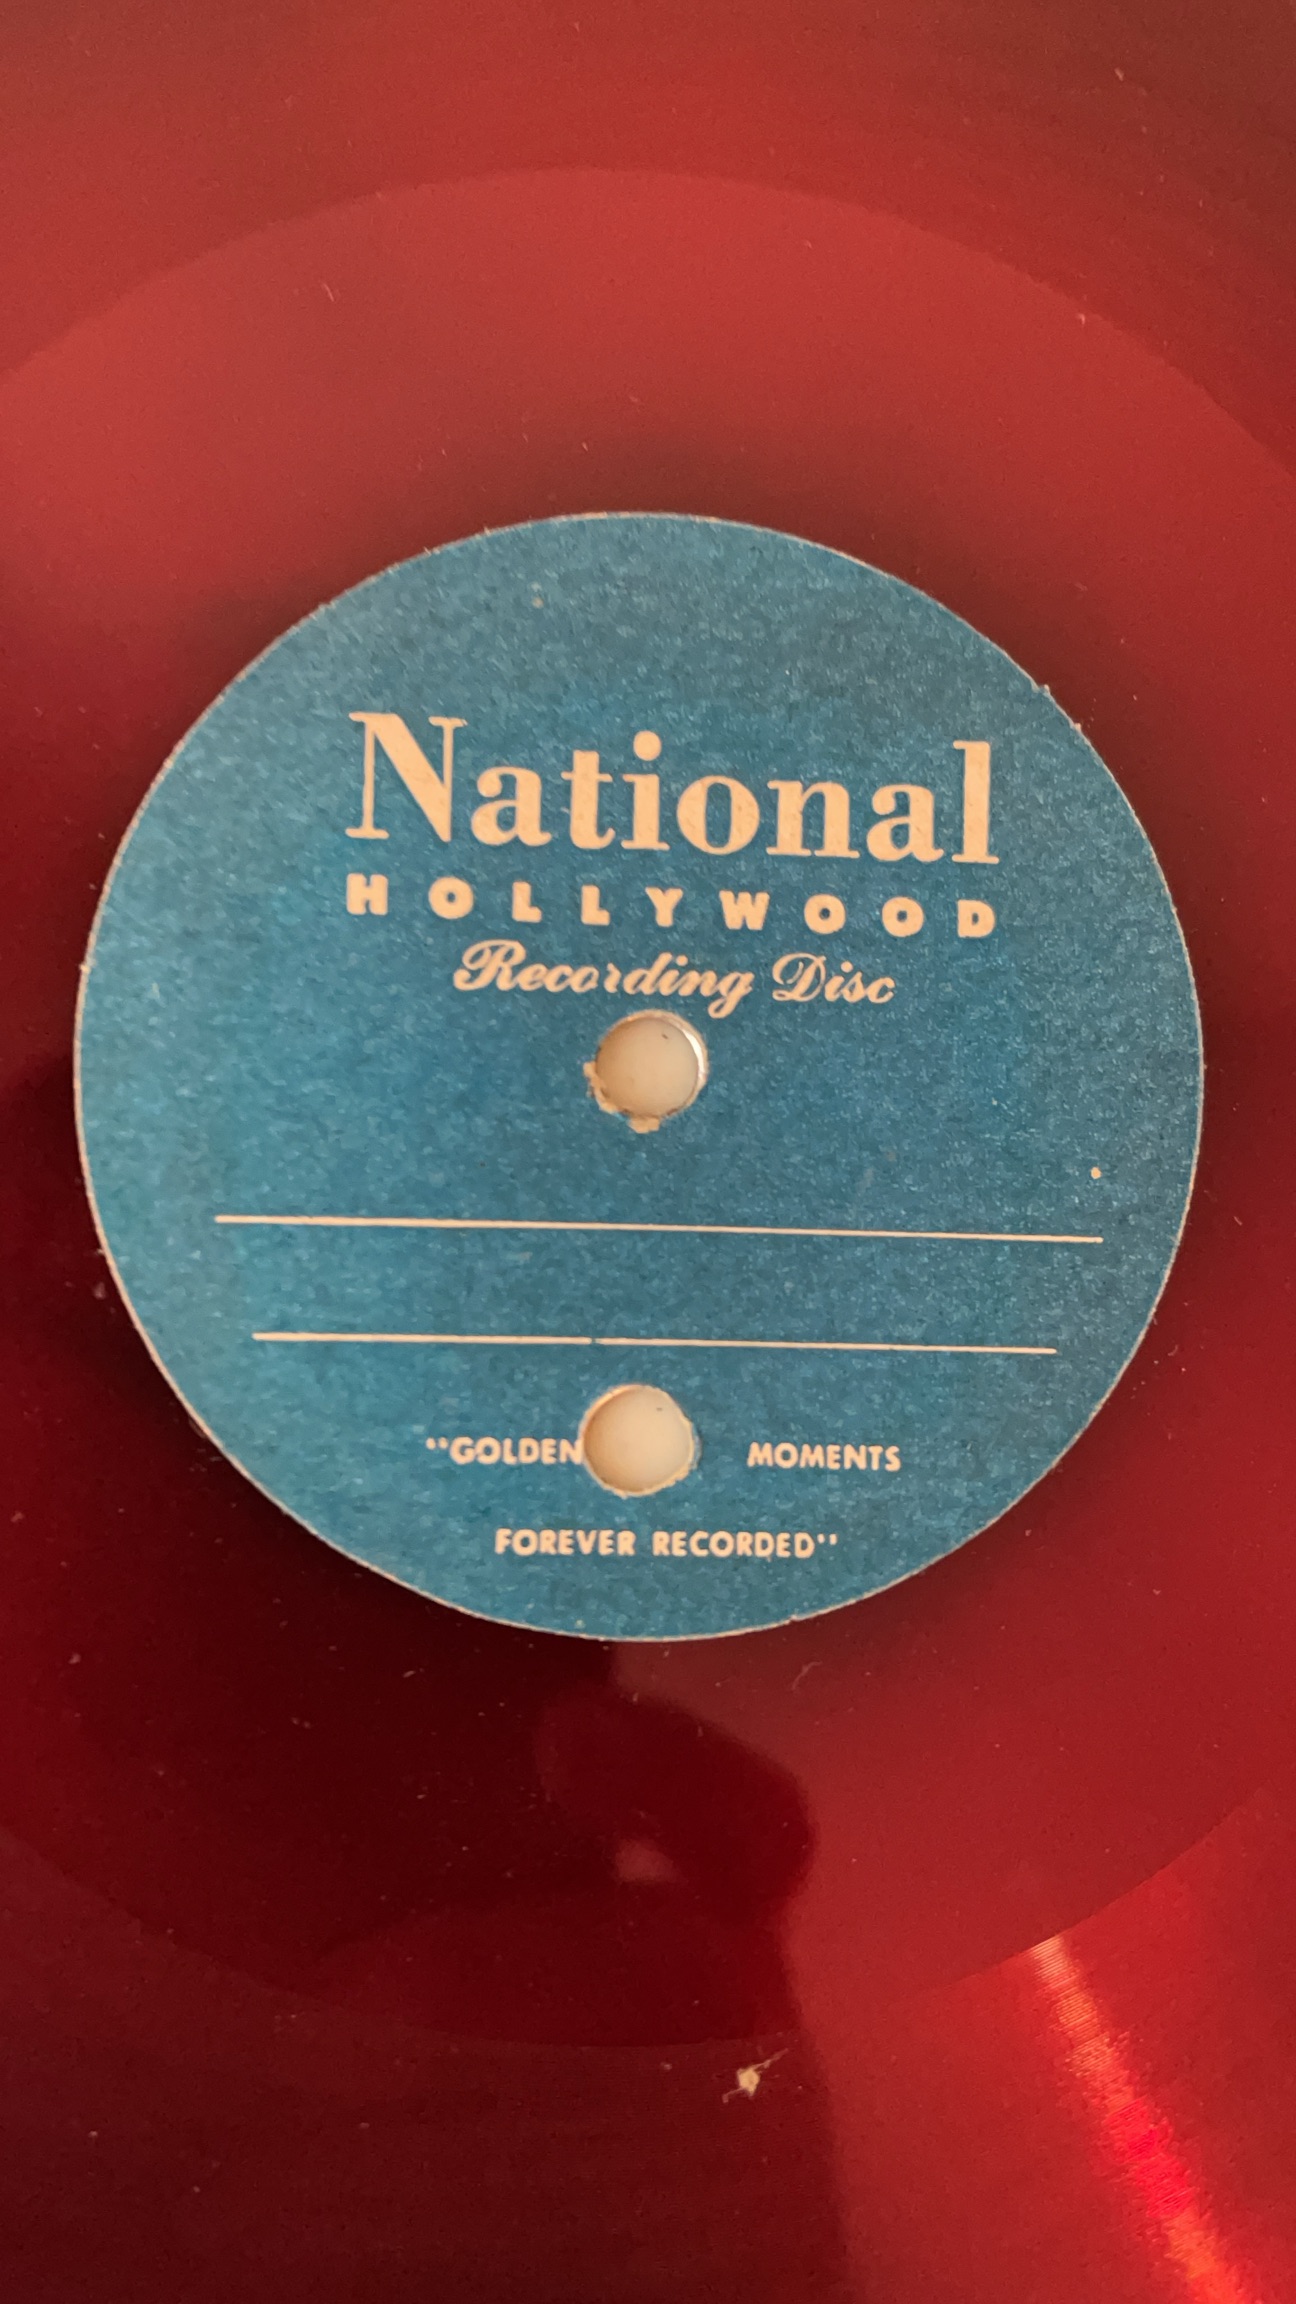 National
HOLLYWOOD
Recording Disc
"GOLDEN MOMENTS
FOREVER RECORDED"